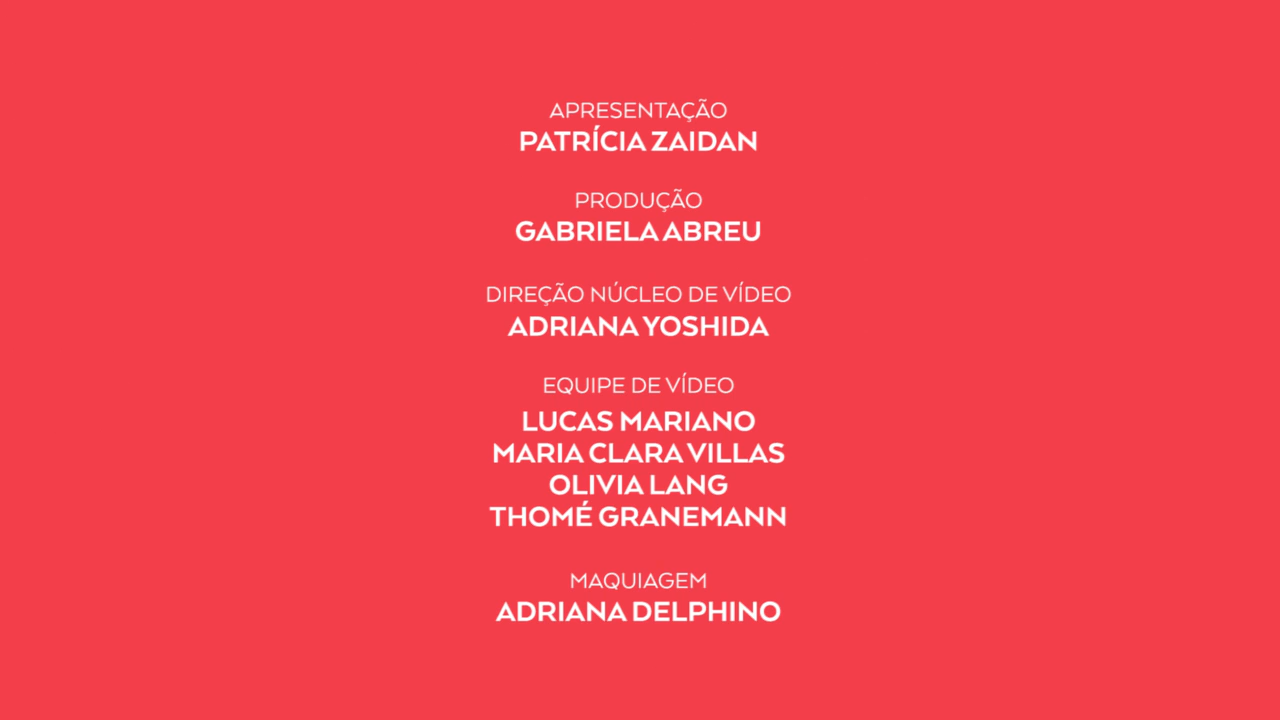 APRESENTAÇÃO
PATRÍCIA ZAIDAN
PRODUÇÃO
GABRIELA ABREU
DIREÇÃO NÚCLEO DE VÍDEO
ADRIANA YOSHIDA
EQUIPE DE VÍDEO
LUCAS MARIANO
MARIA CLARA VILLAS
OLIVIA LANG
THOMÉ GRANEMANN
MAQUIAGEM
ADRIANA DELPHINO